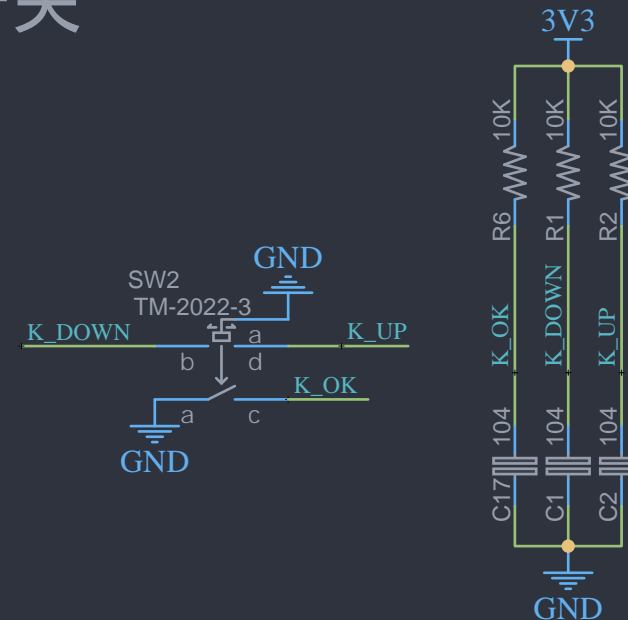 关
3V3
10K
10K
10K
R6
R1
R2
GND
SW2
TM-2022-3
K_DOWN
a
K_UP
b
d
K_OK
a
c
GND
K_OK
K_DOWN
K_UP
104
104
104
C17
C1
C2
GND